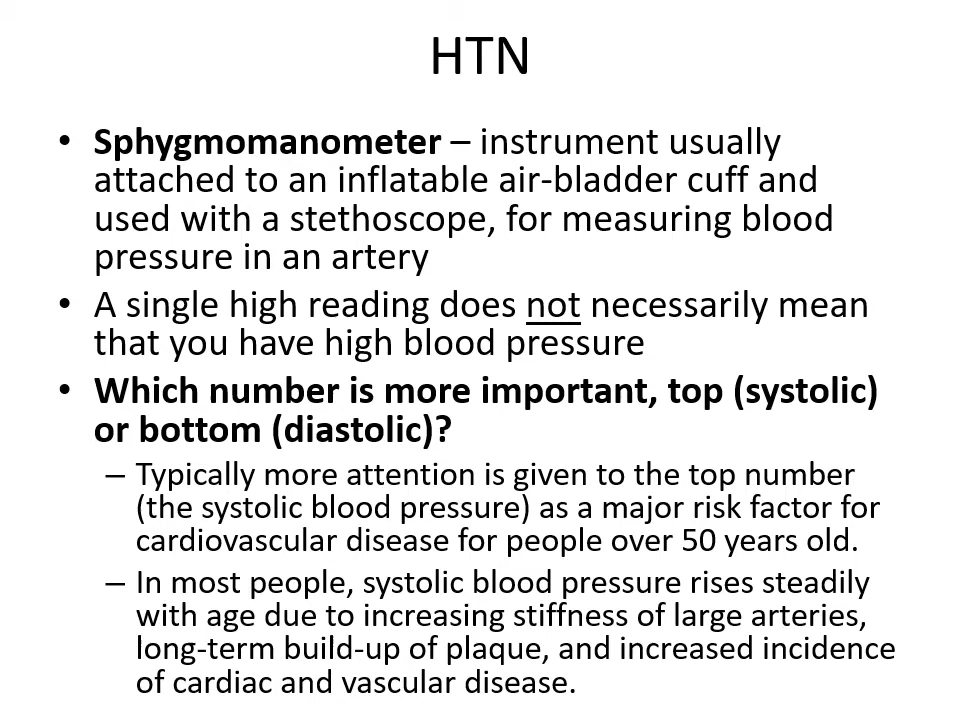 HTN
• Sphygmomanometer – instrument usually
attached to an inflatable air-bladder cuff and
used with a stethoscope, for measuring blood
pressure in an artery
• A single high reading does not necessarily mean
that you have high blood pressure
• Which number is more important, top (systolic)
or bottom (diastolic)?
– Typically more attention is given to the top number
(the systolic blood pressure) as a major risk factor for
cardiovascular disease for people over 50 years old.
– In most people, systolic blood pressure rises steadily
with age due to increasing stiffness of large arteries,
long-term build-up of plaque, and increased incidence
of cardiac and vascular disease.